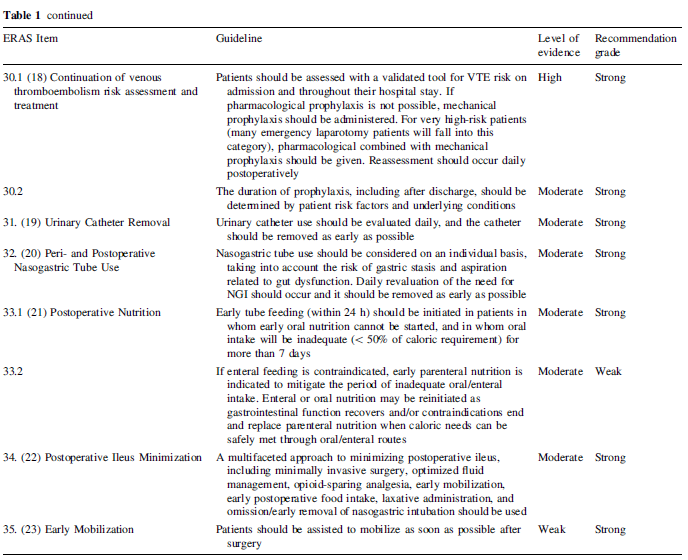 Table 1 continued
ERAS Item Guideline Level of evidence Recommendation grade
30.1 (18) Continuation of venous thromboembolism risk assessment and treatment
Patients should be assessed with a validated tool for VTE risk on
admission and throughout their hospital stay. If
pharmacological prophylaxis is not possible, mechanical
prophylaxis should be administered. For very high-risk patients
(many emergency laparotomy patients will fall into this
category), pharmacological combined with mechanical
prophylaxis should be given. Reassessment should occur daily
postoperatively
High Strong
30.2
The duration of prophylaxis, including after discharge, should be
determined by patient risk factors and underlying conditions
Moderate Strong
31. (19) Urinary Catheter Removal
Urinary catheter use should be evaluated daily, and the catheter
should be removed as early as possible
Moderate Strong
32. (20) Peri- and Postoperative
Nasogastric Tube Use
Nasogastric tube use should be considered on an individual basis,
taking into account the risk of gastric stasis and aspiration
related to gut dysfunction. Daily revaluation of the need for
NGI should occur and it should be removed as early as possible
Moderate Strong
33.1 (21) Postoperative Nutrition
Early tube feeding (within 24 h) should be initiated in patients in
whom early oral nutrition cannot be started, and in whom oral
intake will be inadequate (< 50% of caloric requirement) for
more than 7 days
Moderate Strong
33.2
If enteral feeding is contraindicated, early parenteral nutrition is
indicated to mitigate the period of inadequate oral/enteral
intake. Enteral or oral nutrition may be reinitiated as
gastrointestinal function recovers and/or contraindications end
and replace parenteral nutrition when caloric needs can be
safely met through oral/enteral routes
Moderate Weak
34. (22) Postoperative Ileus Minimization
A multifaceted approach to minimizing postoperative ileus,
including minimally invasive surgery, optimized fluid
management, opioid-sparing analgesia, early mobilization,
early postoperative food intake, laxative administration, and
omission/early removal of nasogastric intubation should be used
Moderate Strong
35. (23) Early Mobilization
Patients should be assisted to mobilize as soon as possible after
surgery
Weak Strong